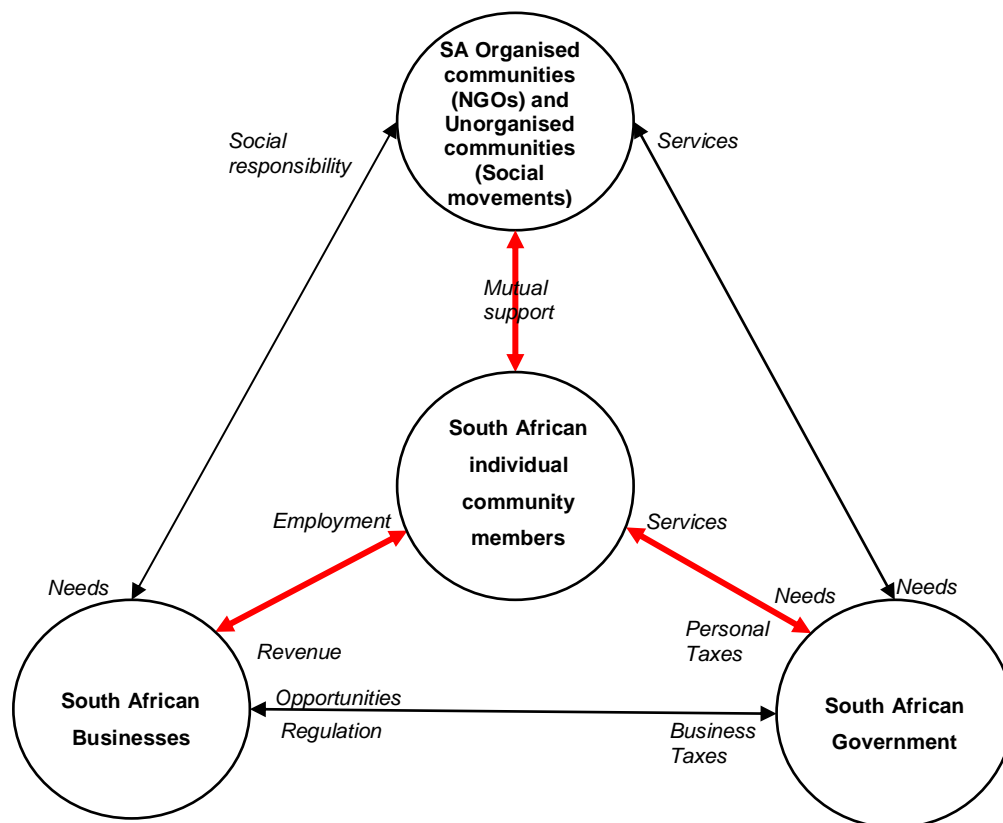 SA Organised
communities
(NGOs) and
Unorganised
communities
(Social
movements)
Social
responsibility
Services
Mutual
support
South African
individual
community
members
Employment
Services
Needs
Needs
Needs
Personal
Taxes
Revenue
South African
Businesses
Opportunities
Regulation
Business
Taxes
South African
Government